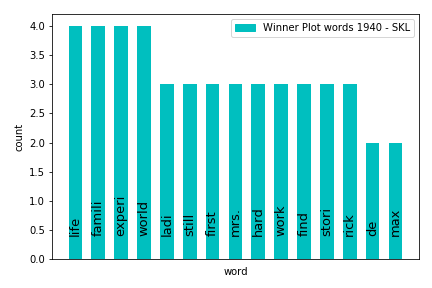 Winner Plot words 1940 - SKL
4.0
3.5
3.0
2.5
2.0
1.5
1.0
0.5
0.0
count
life
famili
experi
world
ladi
still
first
mrs.
hard
work
find
stori
rick
de
max
word